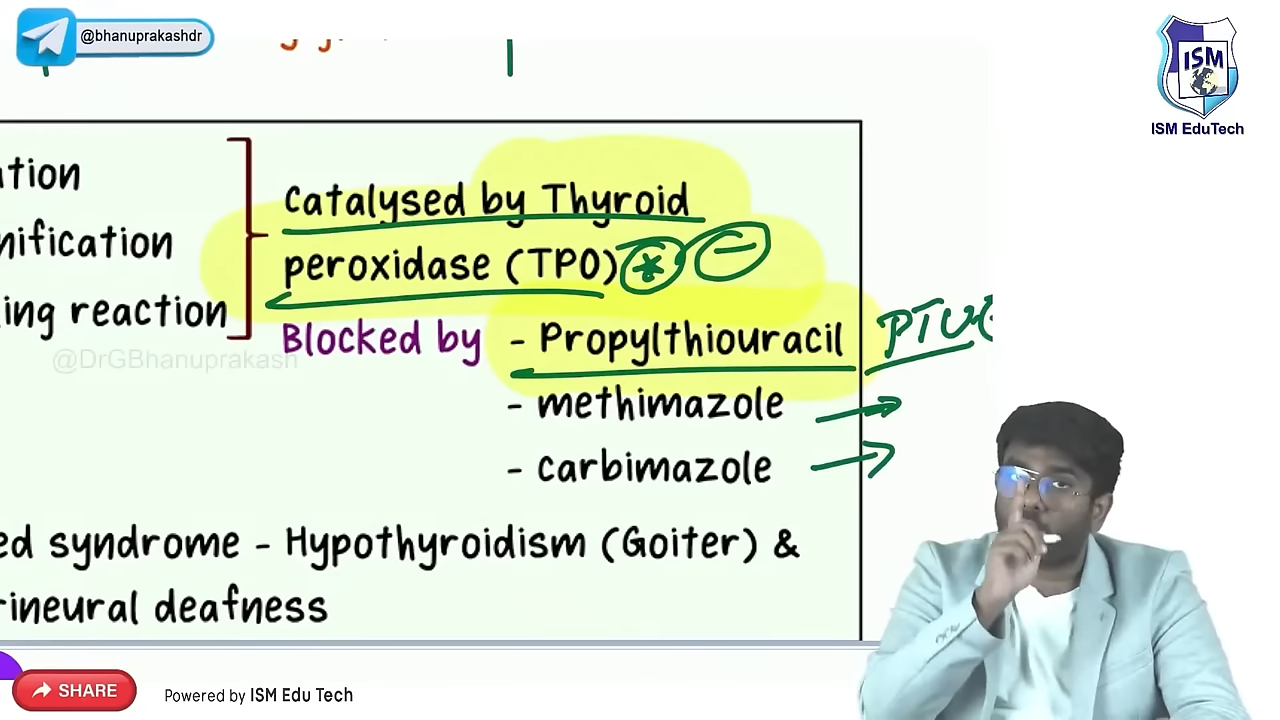 @bhanuprakashdr
ISM
ISM EduTech
ation
Catalysed by Thyroid
nification
peroxidase (TPO) * -
ing reaction
Blocked by - Propylthiouracil PTU
@DrGBhanuprakash
- methimazole →
- carbimazole →
ed syndrome - Hypothyroidism (Goiter) &
rineural deafness
SHARE
Powered by ISM Edu Tech